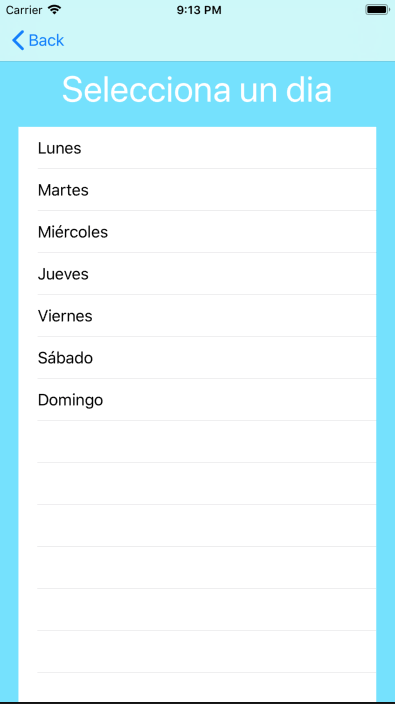 Carrier 9:13 PM
Back
Selecciona un dia
Lunes
Martes
Miércoles
Jueves
Viernes
Sábado
Domingo